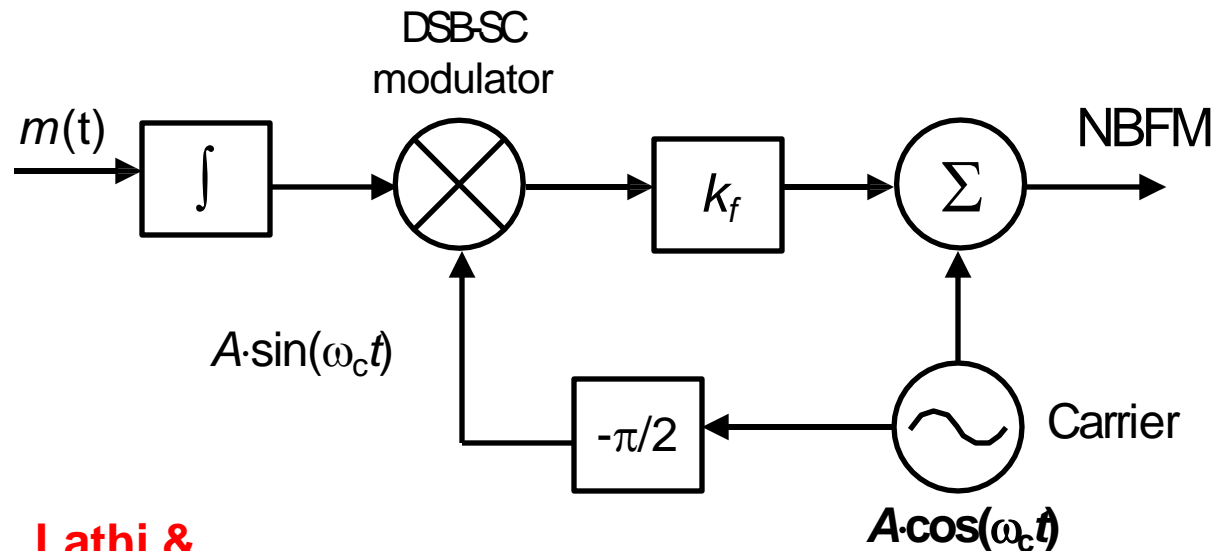 DSB-SC
modulator
m(t)
∫
k_f
Σ
NBFM
A·sin(ω_c t)
-π/2
Carrier
A·cos(ω_c t)
Lathi &